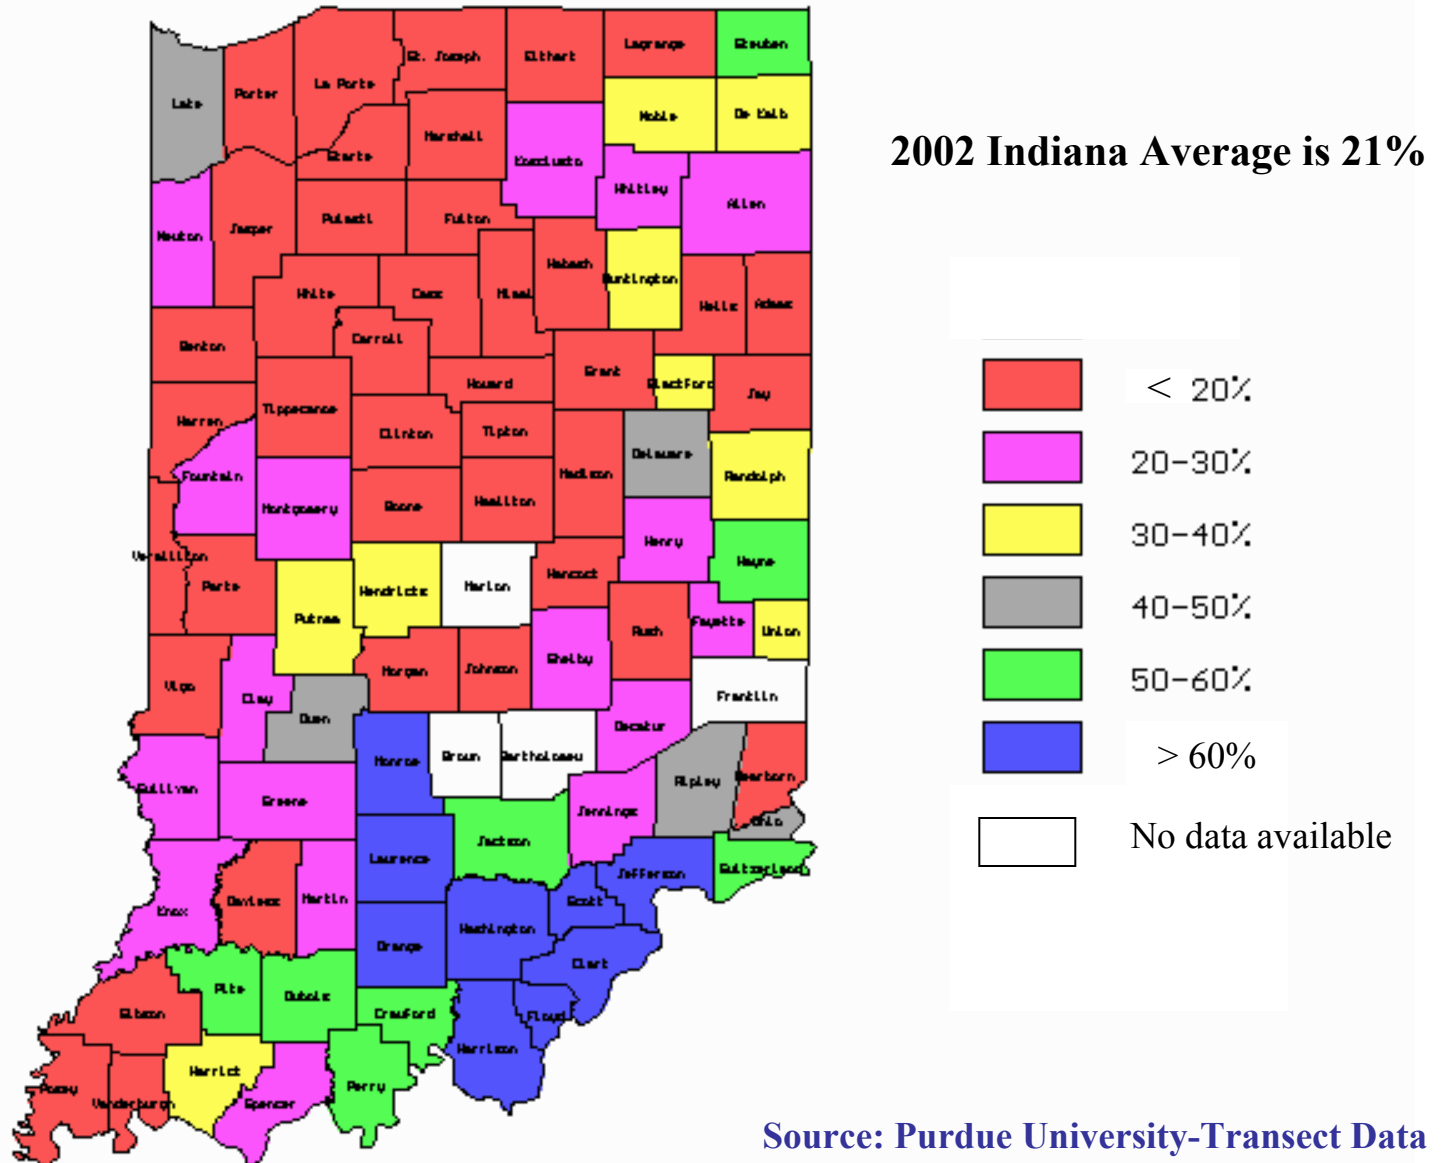 St. Joseph
Elkhart
Lagrange
Steuben
La Porte
Porter
Lake
Noble
De Kalb
Marshall
Starke
Kosciusko
Whitley
Allen
Newton
Jasper
Pulaski
Fulton
Wabash
Huntington
White
Cass
Miami
Wells
Adams
Benton
Carroll
Howard
Grant
Blackford
Jay
Warren
Tippecanoe
Clinton
Tipton
Delaware
Madison
Randolph
Fountain
Montgomery
Boone
Hamilton
Henry
Wayne
Vermillion
Parke
Hendricks
Marion
Hancock
Putnam
Rush
Fayette
Union
Morgan
Johnson
Shelby
Vigo
Clay
Owen
Franklin
Decatur
Monroe
Brown
Bartholomew
Ripley
Dearborn
Sullivan
Greene
Jennings
Ohio
Jackson
Lawrence
Jefferson
Switzerland
Knox
Daviess
Martin
Scott
Orange
Washington
Clark
Pike
Dubois
Crawford
Floyd
Gibson
Harrison
Warrick
Perry
Posey
Vanderburgh
Spencer
2002 Indiana Average is 21%
< 20%
20-30%
30-40%
40-50%
50-60%
> 60%
No data available
Source: Purdue University-Transect Data